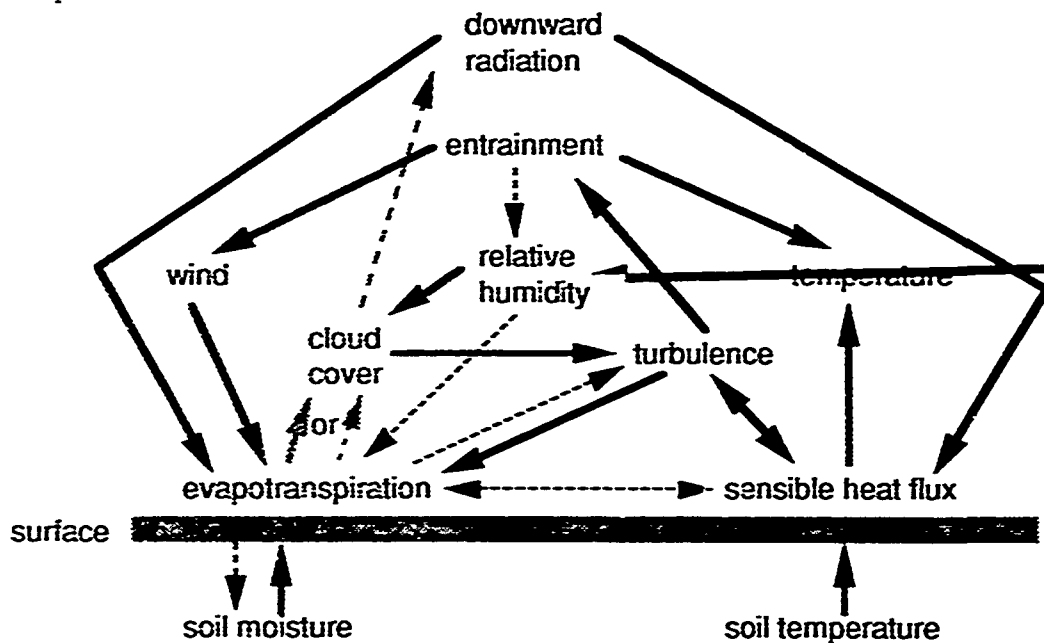 downward
radiation
entrainment
wind
relative
humidity
temperature
cloud
cover
turbulence
or
evapotranspiration
sensible heat flux
surface
soil moisture
soil temperature